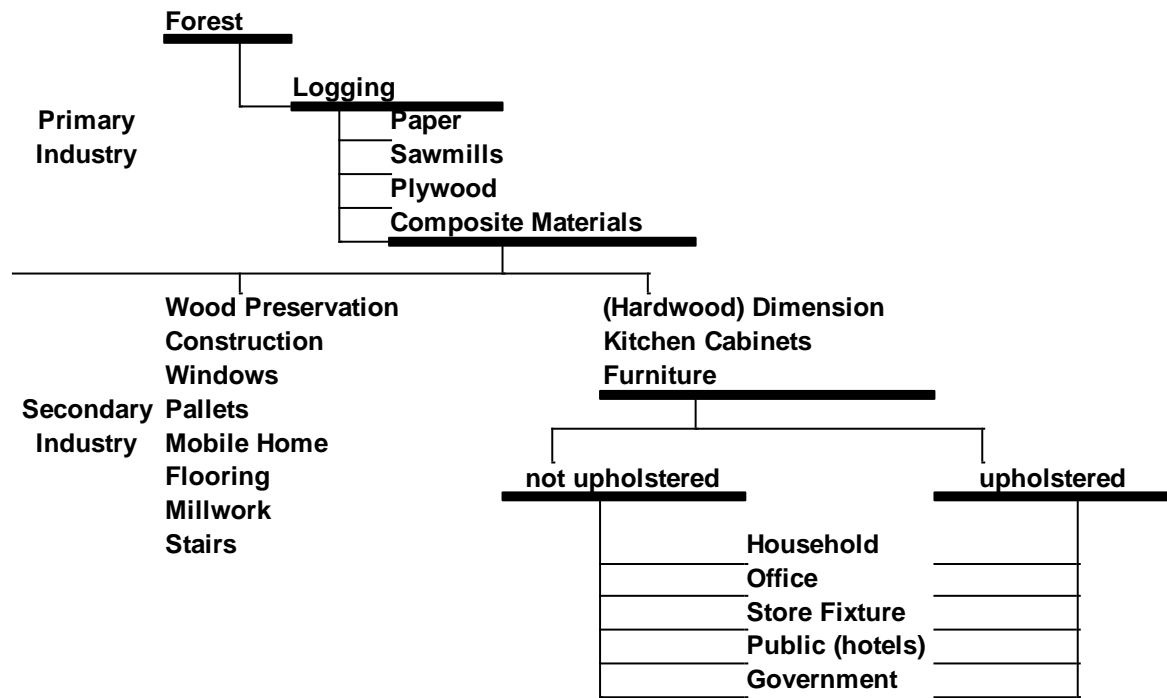 Forest
Logging
Primary
Industry
Paper
Sawmills
Plywood
Composite Materials
Wood Preservation
Construction
Windows
Secondary
Industry
Pallets
Mobile Home
Flooring
Millwork
Stairs
(Hardwood) Dimension
Kitchen Cabinets
Furniture
not upholstered
upholstered
Household
Office
Store Fixture
Public (hotels)
Government